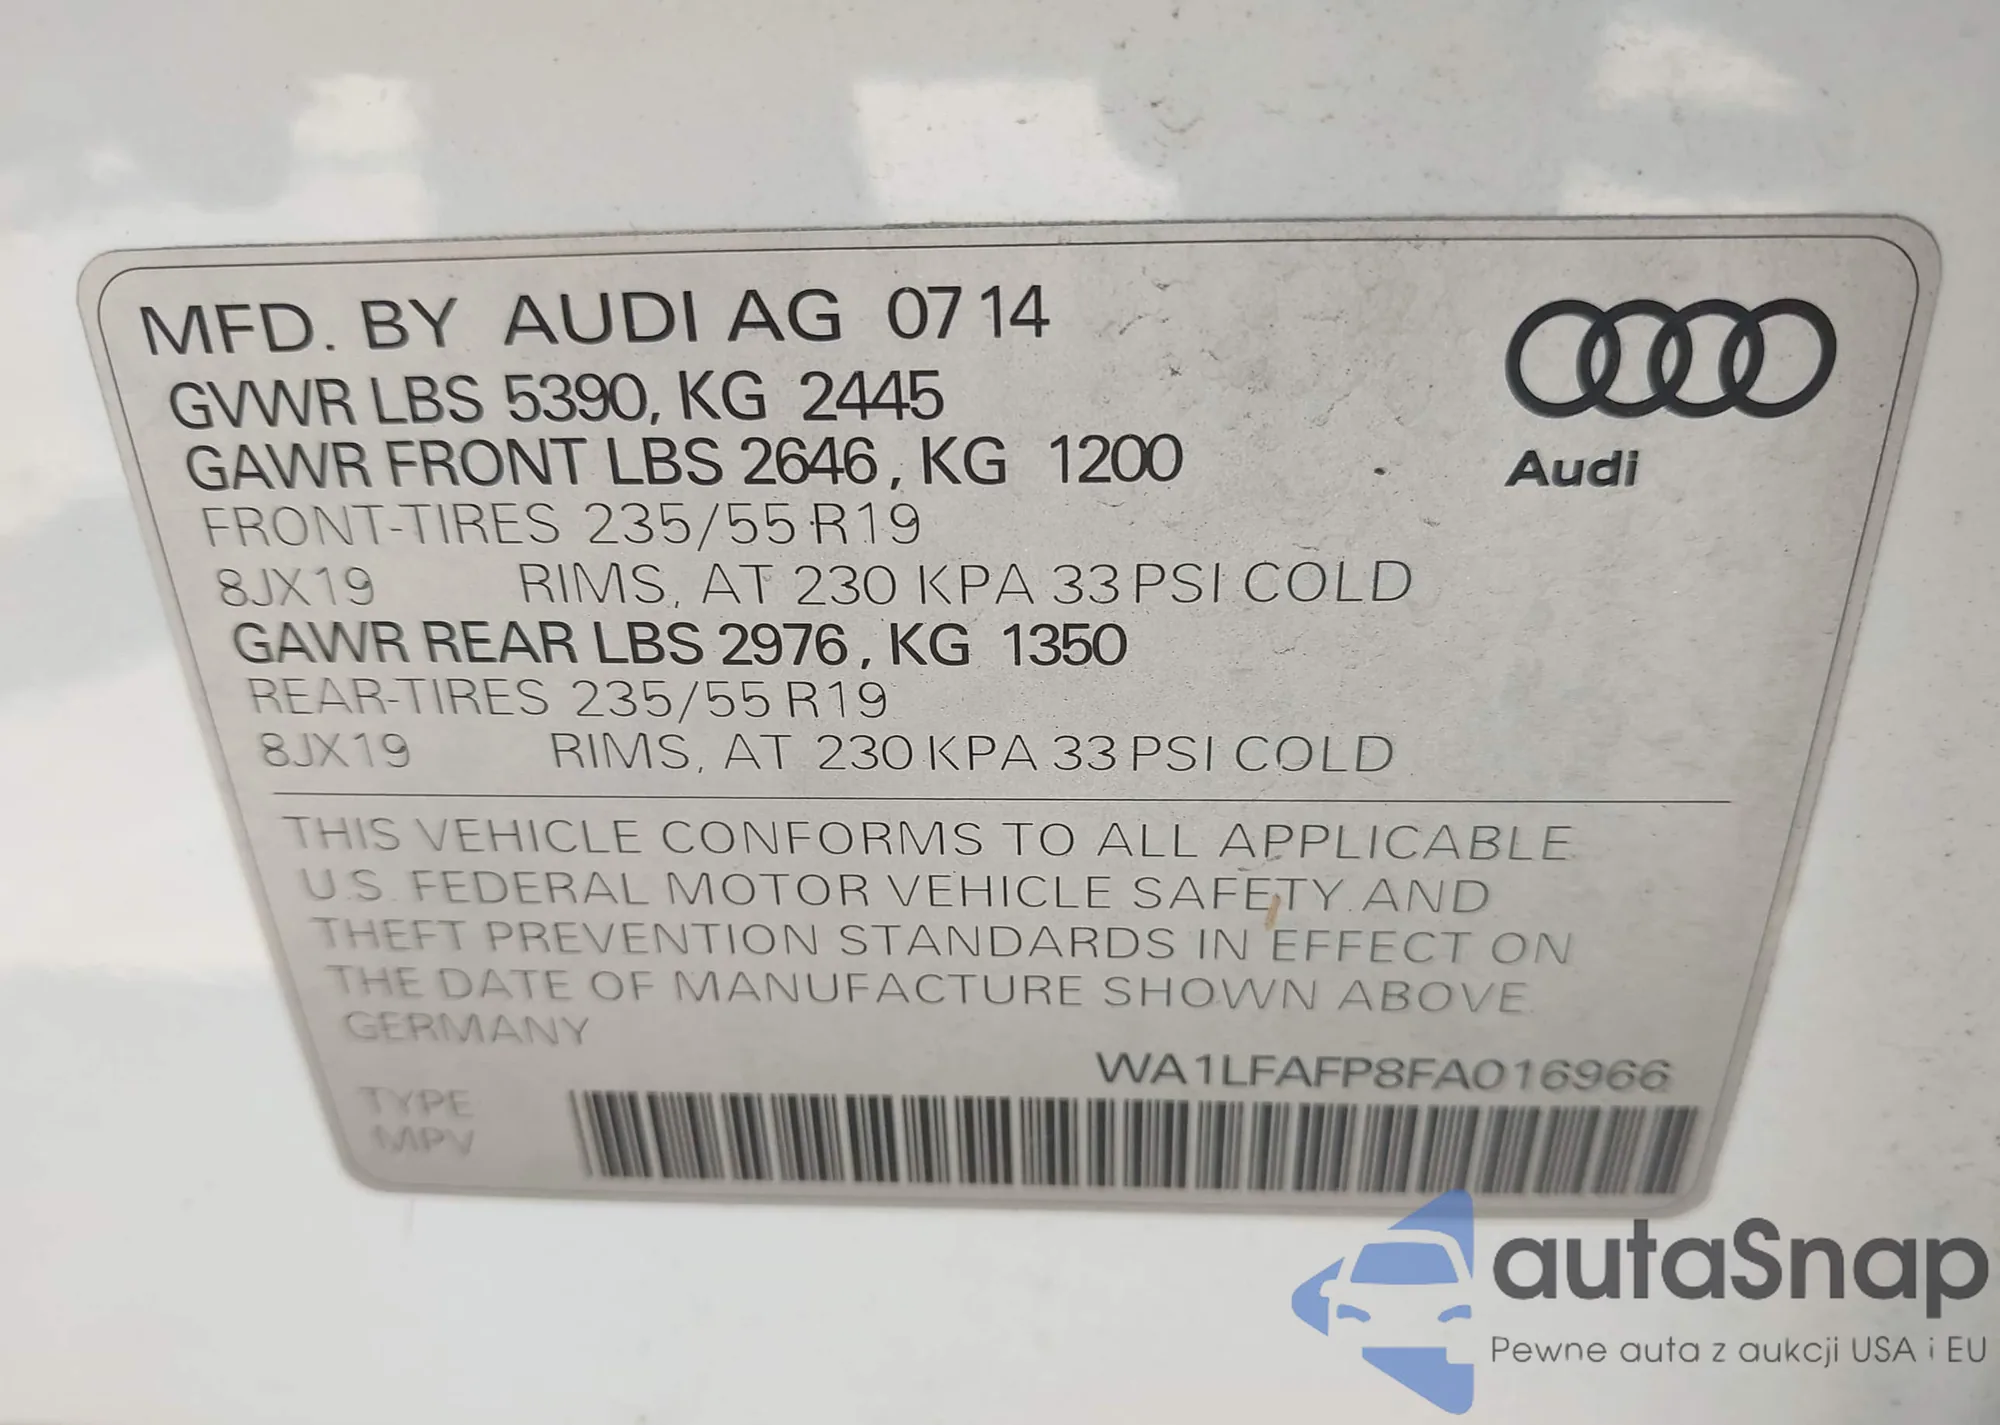 MFD. BY AUDI AG 07 14
GVWR LBS 5390, KG 2445
GAWR FRONT LBS 2646, KG 1200
FRONT-TIRES 235/55 R19
8JX19 RIMS, AT 230 KPA 33 PSI COLD
GAWR REAR LBS 2976, KG 1350
REAR-TIRES 235/55 R19
8JX19 RIMS, AT 230 KPA 33 PSI COLD
Audi
THIS VEHICLE CONFORMS TO ALL APPLICABLE
U.S. FEDERAL MOTOR VEHICLE SAFETY AND
THEFT PREVENTION STANDARDS IN EFFECT ON
THE DATE OF MANUFACTURE SHOWN ABOVE.
GERMANY
WA1LFAFP8FA016966
TYPE
MPV
autaSnap
Pewne auta z aukcji USA i EU